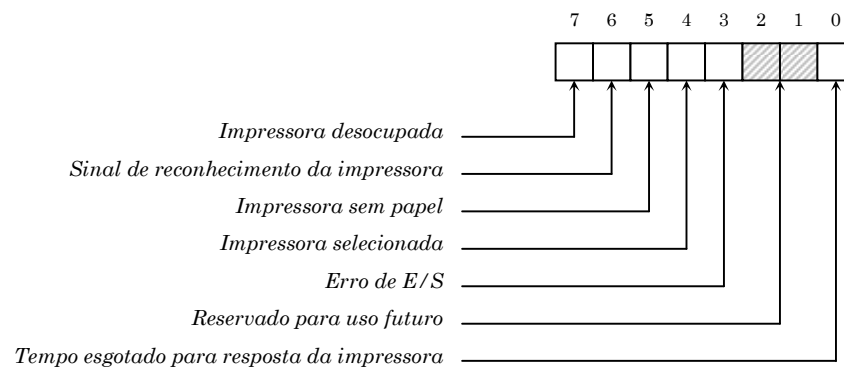 7 6 5 4 3 2 1 0
Impressora desocupada
Sinal de reconhecimento da impressora
Impressora sem papel
Impressora selecionada
Erro de E/S
Reservado para uso futuro
Tempo esgotado para resposta da impressora